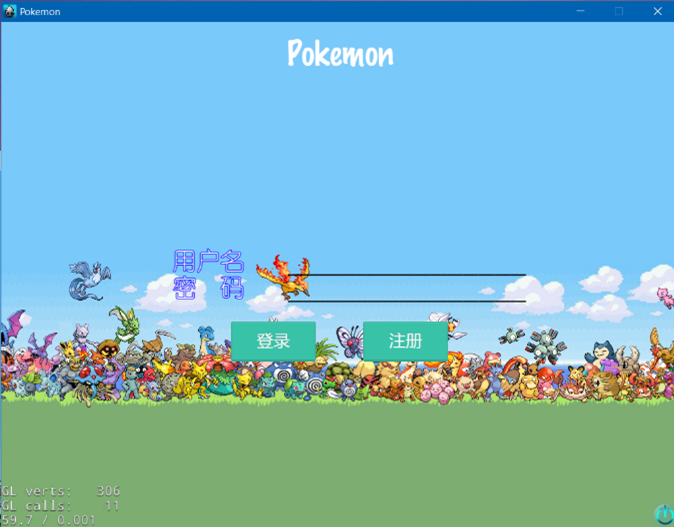 Pokemon
Pokemon
用户名
密 码
登录 注册
GL verts: 306
GL calls: 11
59.7 / 0.001